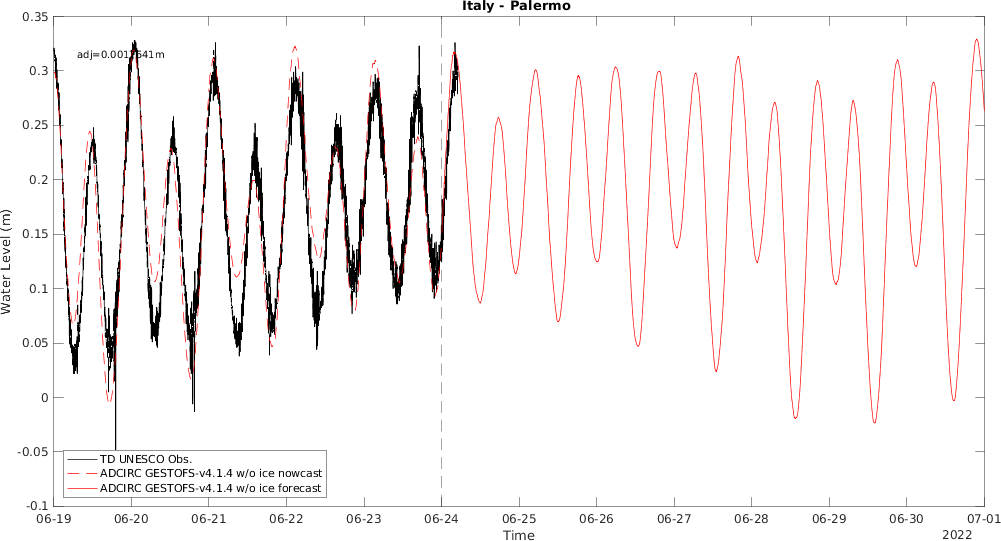 Italy - Palermo
0.35
0.3
0.25
0.2
0.15
0.1
0.05
0
-0.05
-0.1
Water Level (m)
TD UNESCO Obs.
ADCIRC GESTOFS-v4.1.4 w/o ice nowcast
ADCIRC GESTOFS-v4.1.4 w/o ice forecast
06-19 06-20 06-21 06-22 06-23 06-24 06-25 06-26 06-27 06-28 06-29 06-30 07-01
2022
Time